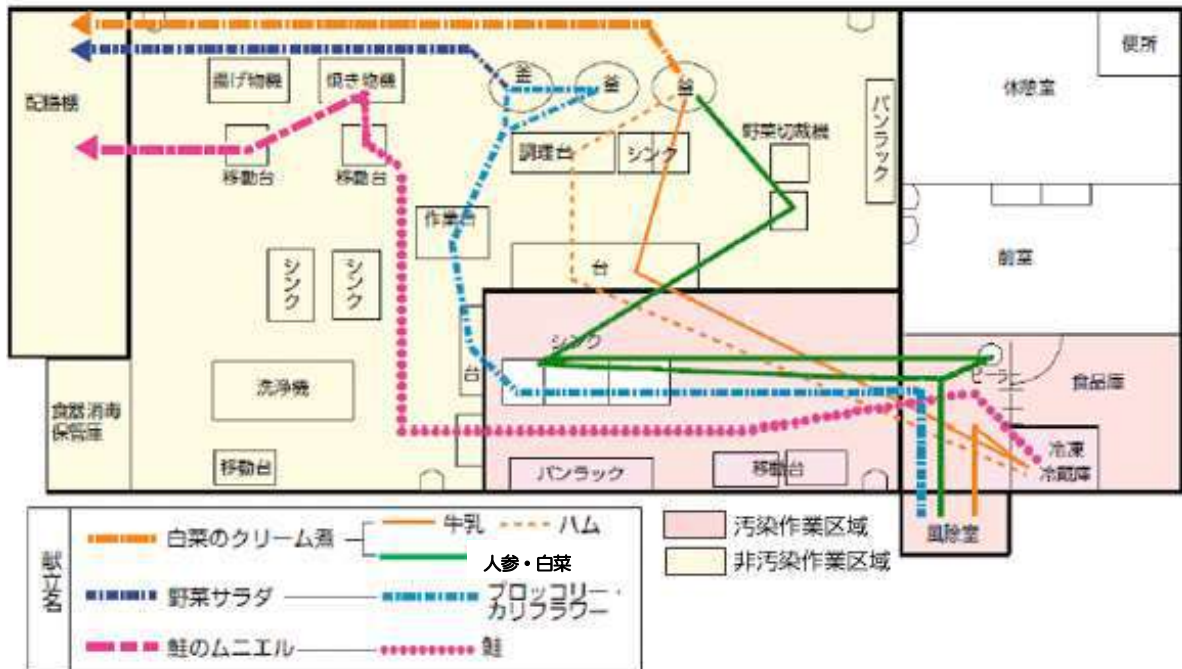 便所
配膳棚
揚げ物機
焼き物機
釜
釜
釜
休憩室
パンラック
野菜切裁機
調理台
シンク
移動台
移動台
作業台
前室
シンク
シンク
台
シンク
ピーラー
食品庫
洗浄機
台
食器消毒
保管庫
移動台
パンラック
移動台
冷凍
冷蔵庫
風除室
献立名
白菜のクリーム煮
牛乳
ハム
人参・白菜
野菜サラダ
ブロッコリー・
カリフラワー
鮭のムニエル
鮭
汚染作業区域
非汚染作業区域